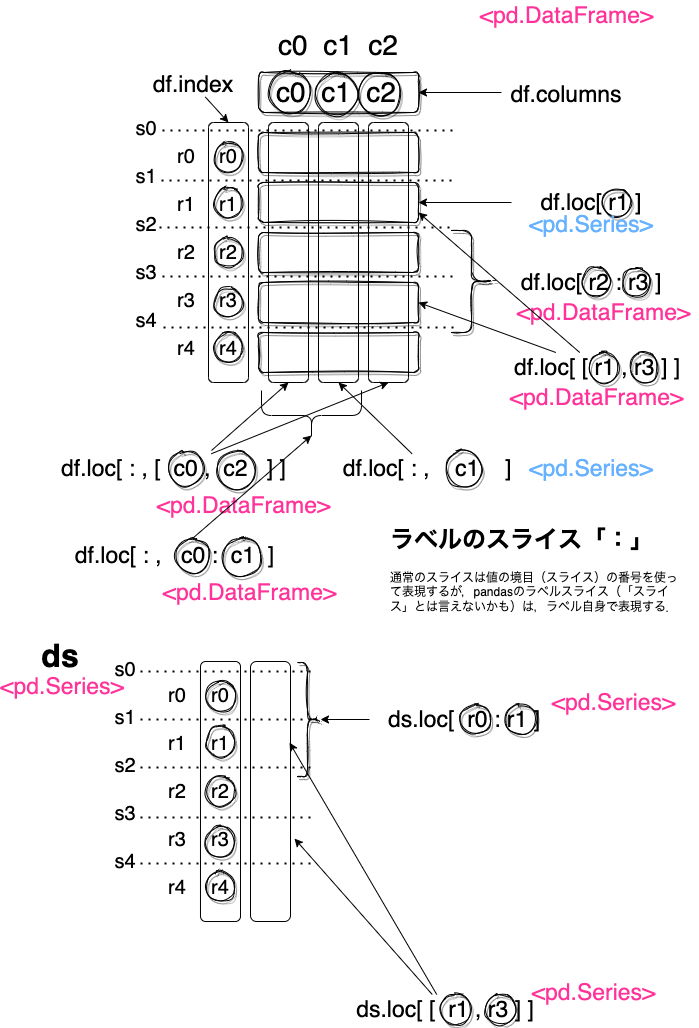 <pd.DataFrame>
c0 c1 c2
df.index
c0 c1 c2
df.columns
s0
r0 r0
s1
r1 r1
df.loc[r1 ]
<pd.Series>
s2
r2 r2
s3
df.loc[r2 : r3 ]
<pd.DataFrame>
r3 r3
s4
r4 r4
df.loc[ [ r1 , r3 ] ]
<pd.DataFrame>
df.loc[ : , [ c0 , c2 ] ]
<pd.DataFrame>
df.loc[ : , c1 ]
<pd.Series>
df.loc[ : , c0 : c1 ]
<pd.DataFrame>
ラベルのスライス「：」
通常のスライスは値の境目（スライス）の番号を使っ
て表現するが，pandasのラベルスライス（「スライ
ス」とは言えないかも）は，ラベル自身で表現する．
ds
<pd.Series>
s0
r0 r0
s1
r1 r1
s2
r2 r2
s3
r3 r3
s4
r4 r4
<pd.Series>
ds.loc[ r0 : r1 ]
<pd.Series>
ds.loc[ [ r1 , r3 ] ]